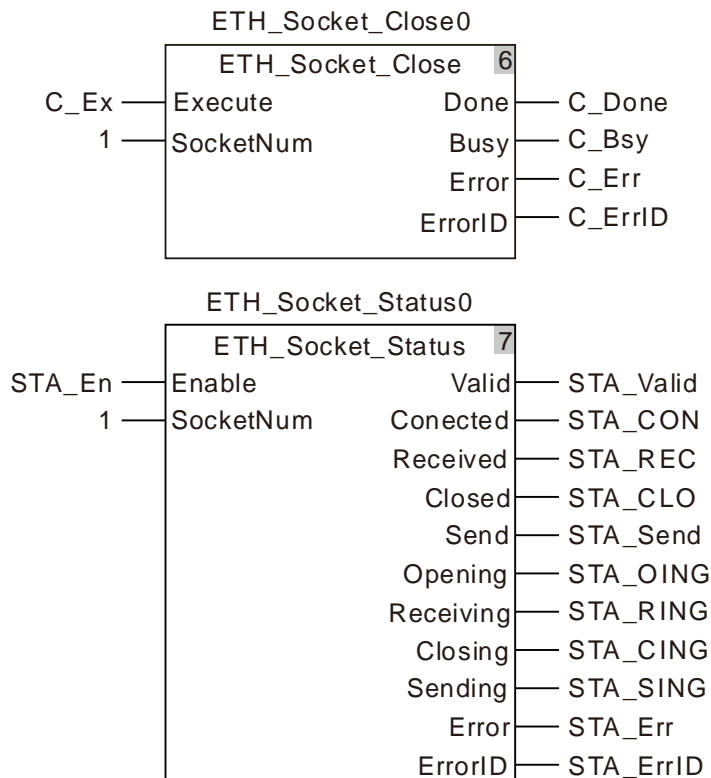 ETH_Socket_Close0
ETH_Socket_Close 6
C_Ex Execute Done C_Done
1 SocketNum Busy C_Bsy
Error C_Err
ErrorID C_ErrID
ETH_Socket_Status0
ETH_Socket_Status 7
STA_En Enable Valid STA_Valid
1 SocketNum Conected STA_CON
Received STA_REC
Closed STA_CLO
Send STA_Send
Opening STA_OING
Receiving STA_RING
Closing STA_CING
Sending STA_SING
Error STA_Err
ErrorID STA_ErrID